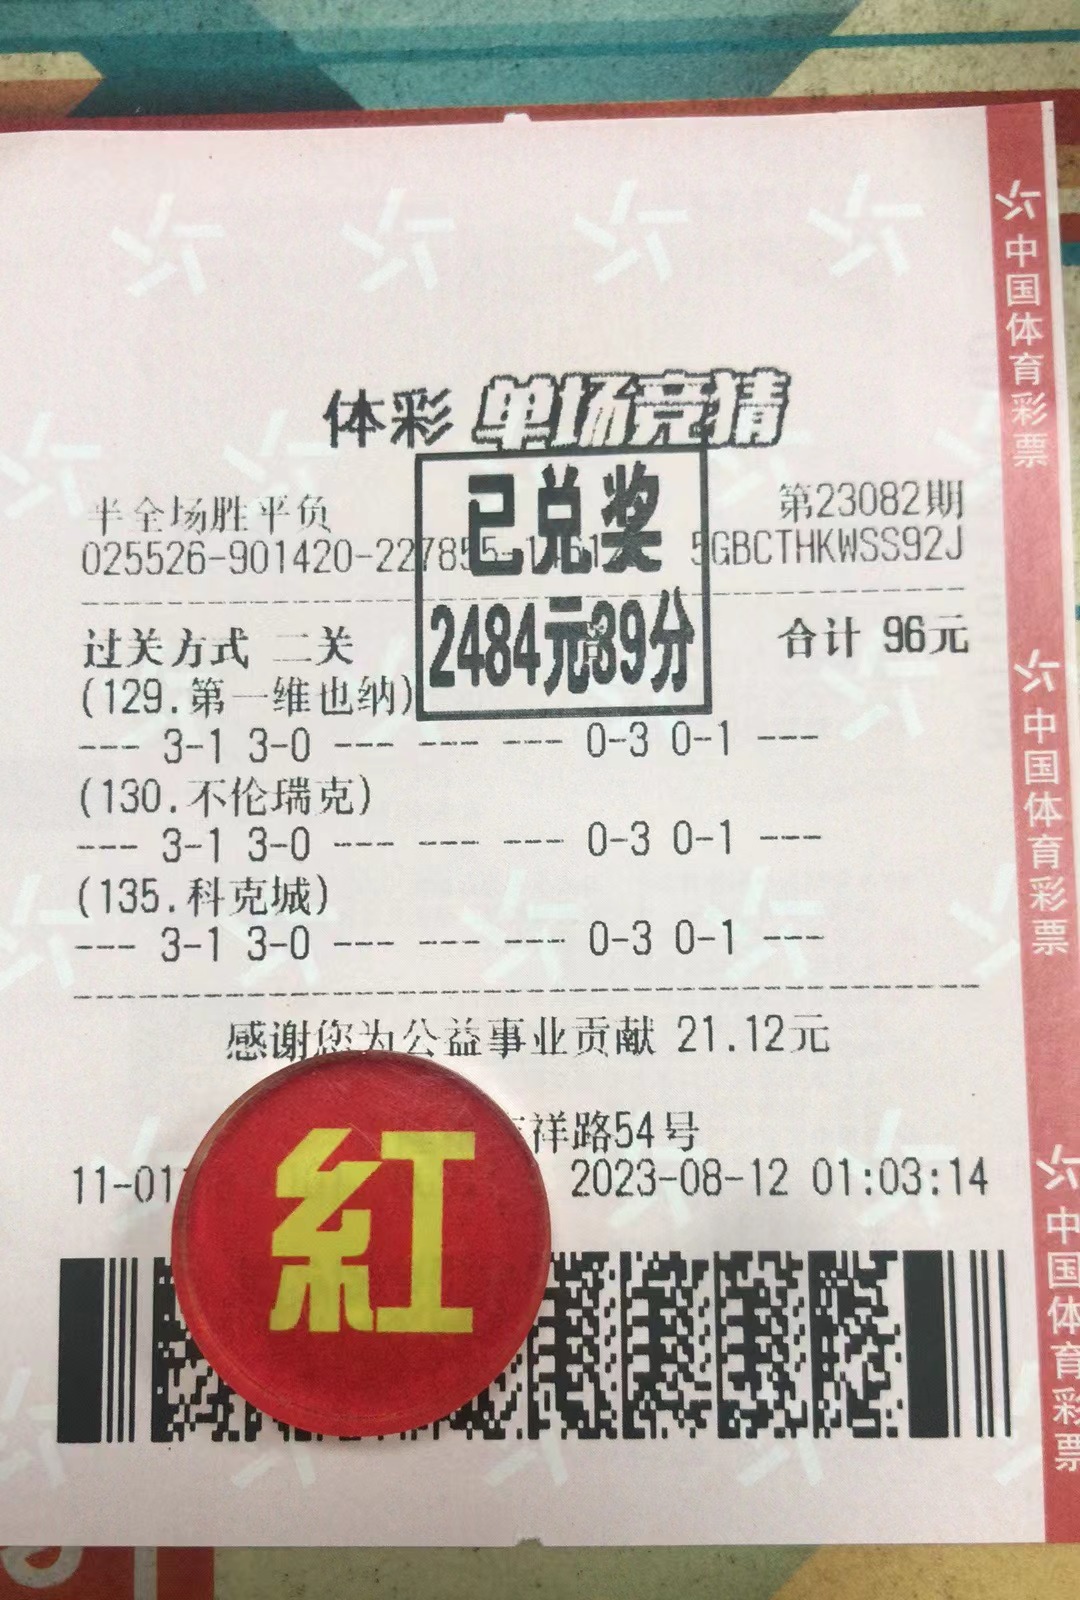 体彩 单场竞猜
半全场胜平负 第23082期
025526-901420-227855 5GBCTHKWSS92J
已兑奖
2484元39分
过关方式 二关 合计 96元
(129.第一维也纳)
--- 3-1 3-0 --- --- --- 0-3 0-1 ---
(130.不伦瑞克)
--- 3-1 3-0 --- --- --- 0-3 0-1 ---
(135.科克城)
--- 3-1 3-0 --- --- --- 0-3 0-1 ---
感谢您为公益事业贡献 21.12元
祥路54号
11-01 2023-08-12 01:03:14
紅
中国体育彩票
中国体育彩票
中国体育彩票